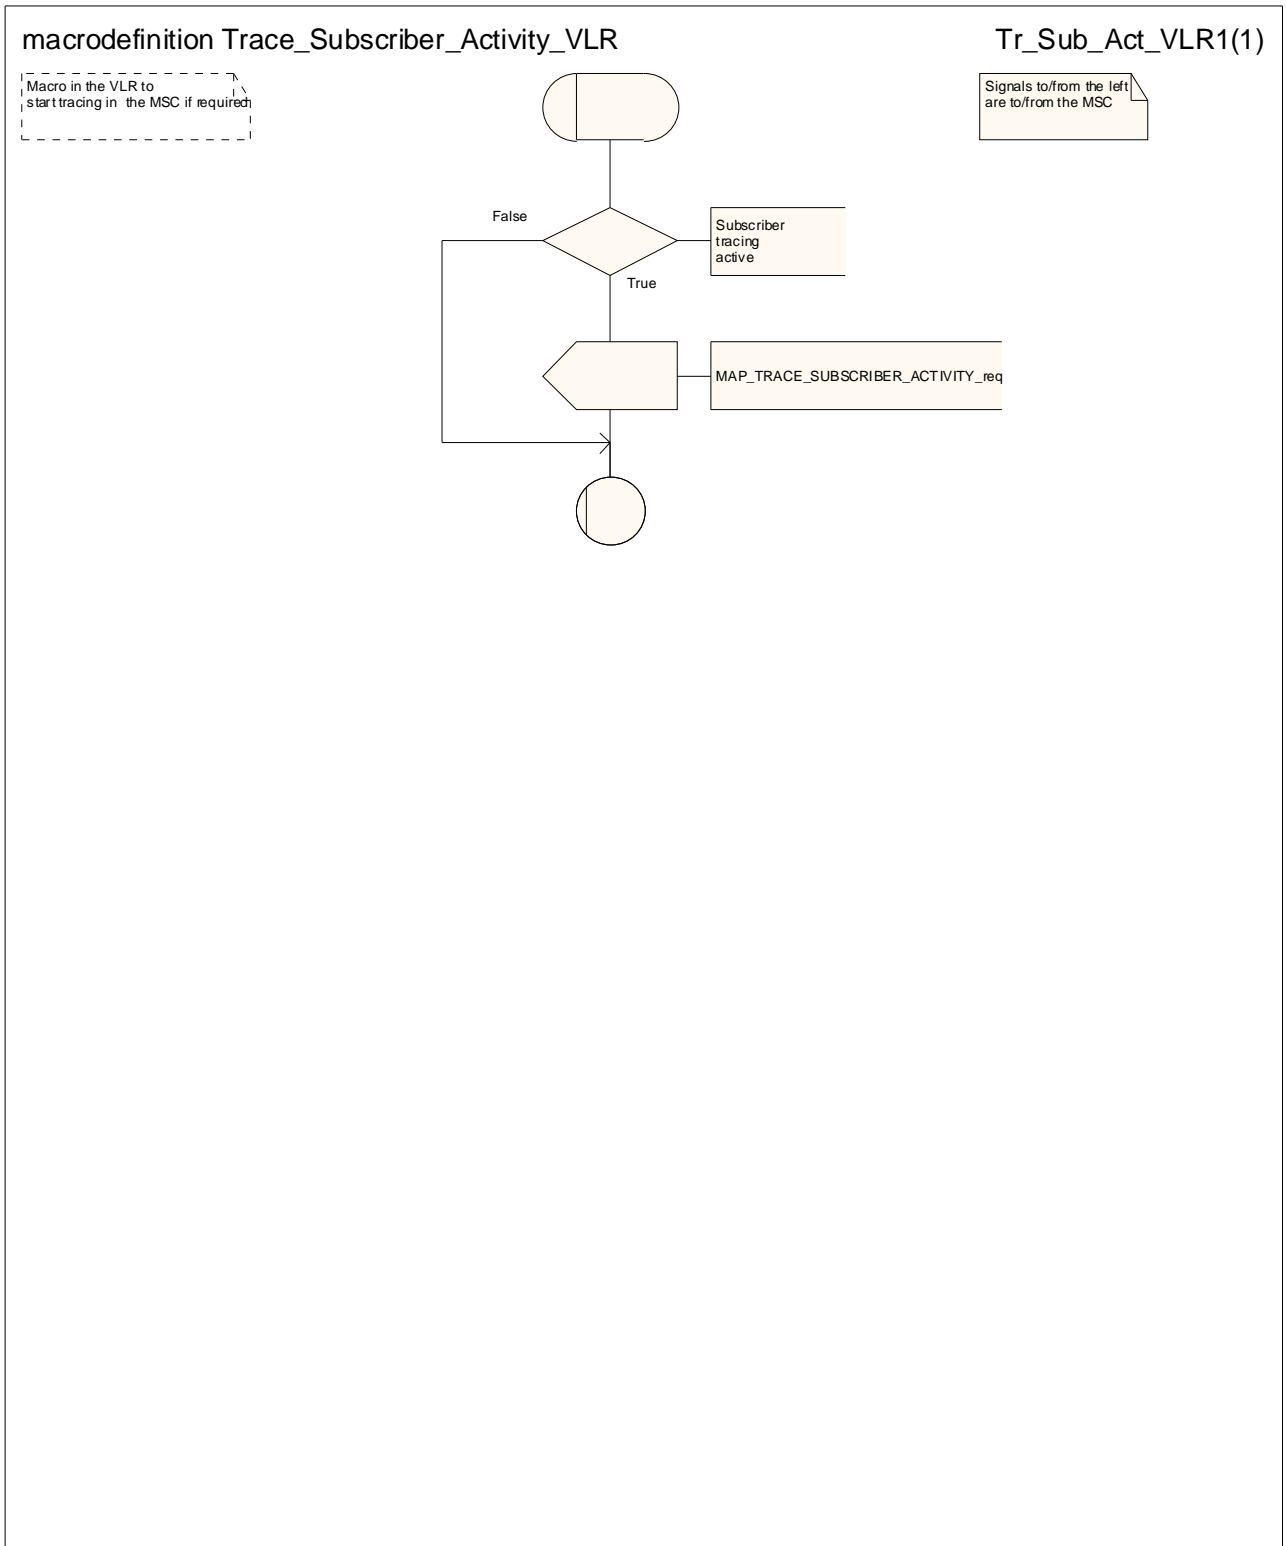 macrodefinition Trace_Subscriber_Activity_VLR
Tr_Sub_Act_VLR1(1)
Macro in the VLR to
start tracing in the MSC if required
Signals to/from the left
are to/from the MSC
False
Subscriber
tracing
active
True
MAP_TRACE_SUBSCRIBER_ACTIVITY_req